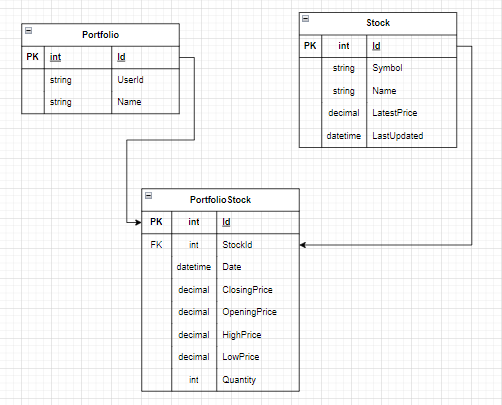 Portfolio
PK int Id
string UserId
string Name
Stock
PK int Id
string Symbol
string Name
decimal LatestPrice
datetime LastUpdated
PortfolioStock
PK int Id
FK int StockId
datetime Date
decimal ClosingPrice
decimal OpeningPrice
decimal HighPrice
decimal LowPrice
int Quantity